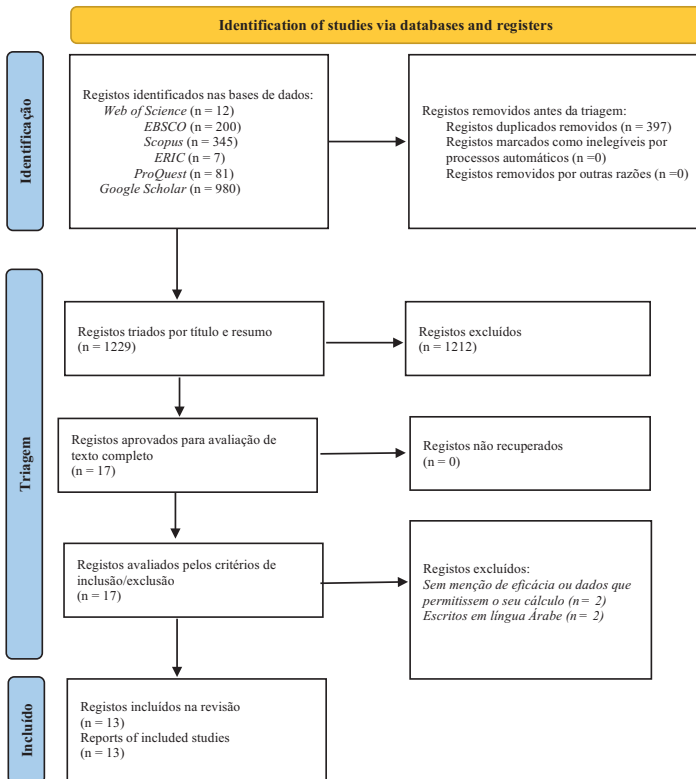 Identification of studies via databases and registers
Identificação
Registos identificados nas bases de dados:
Web of Science (n = 12)
EBSCO (n = 200)
Scopus (n = 345)
ERIC (n = 7)
ProQuest (n = 81)
Google Scholar (n = 980)
Registos removidos antes da triagem:
Registos duplicados removidos (n = 397)
Registos marcados como inelegíveis por
processos automáticos (n =0)
Registos removidos por outras razões (n =0)
Triagem
Registos triados por título e resumo
(n = 1229)
Registos excluídos
(n = 1212)
Registos aprovados para avaliação de
texto completo
(n = 17)
Registos não recuperados
(n = 0)
Registos avaliados pelos critérios de
inclusão/exclusão
(n = 17)
Registos excluídos:
Sem menção de eficácia ou dados que
permitissem o seu cálculo (n = 2)
Escritos em língua Árabe (n = 2)
Incluído
Registos incluídos na revisão
(n = 13)
Reports of included studies
(n = 13)